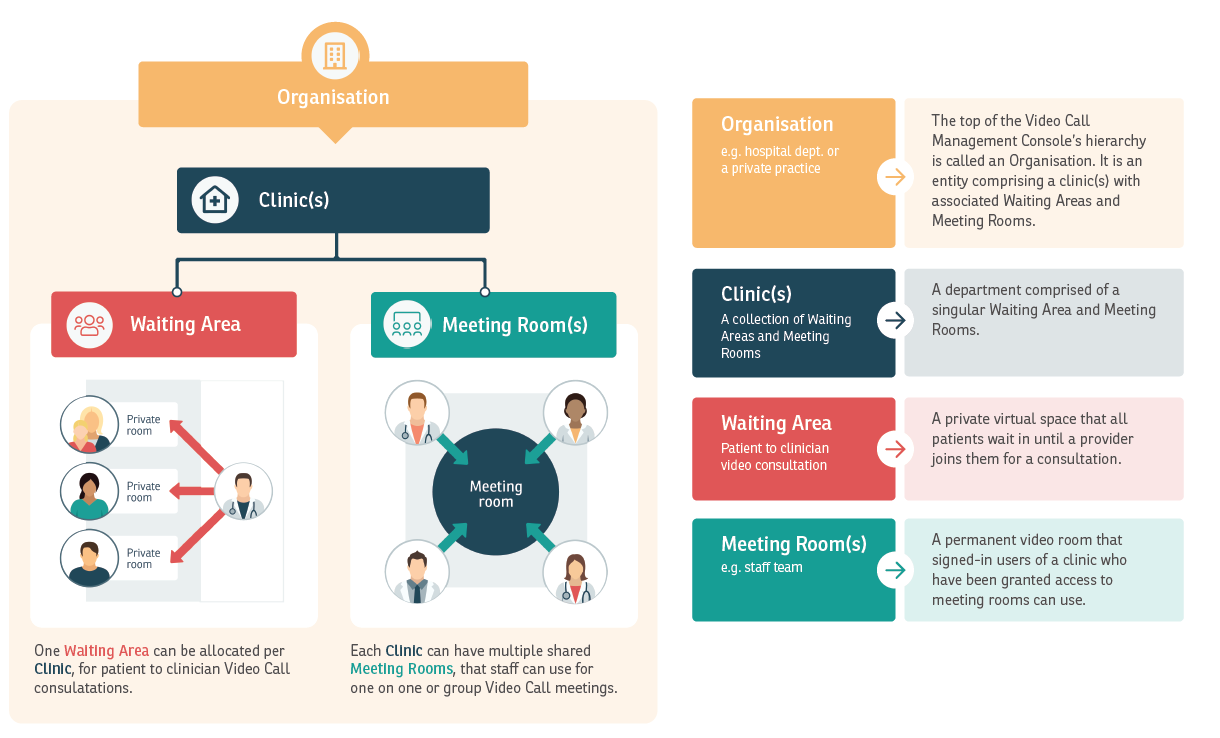 Organisation
Clinic(s)
Waiting Area
Private
room
Private
room
Private
room
One Waiting Area can be allocated per
Clinic, for patient to clinician Video Call
consulatations.
Meeting Room(s)
Meeting
room
Each Clinic can have multiple shared
Meeting Rooms, that staff can use for
one on one or group Video Call meetings.
Organisation
e.g. hospital dept. or
a private practice
The top of the Video Call
Management Console's hierarchy
is called an Organisation. It is an
entity comprising a clinic(s) with
associated Waiting Areas and
Meeting Rooms.
Clinic(s)
A collection of Waiting
Areas and Meeting
Rooms
A department comprised of a
singular Waiting Area and Meeting
Rooms.
Waiting Area
Patient to clinician
video consultation
A private virtual space that all
patients wait in until a provider
joins them for a consultation.
Meeting Room(s)
e.g. staff team
A permanent video room that
signed-in users of a clinic who
have been granted access to
meeting rooms can use.